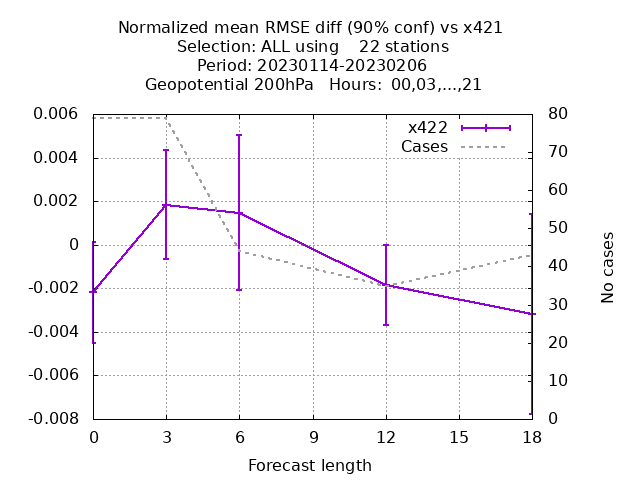 Normalized mean RMSE diff (90% conf) vs x421
Selection: ALL using    22 stations
Period: 20230114-20230206
Geopotential 200hPa   Hours:  00,03,...,21
0.006
0.004
0.002
0
-0.002
-0.004
-0.006
-0.008
80
70
60
50
40
30
20
10
0
x422
Cases
No cases
0 3 6 9 12 15 18
Forecast length